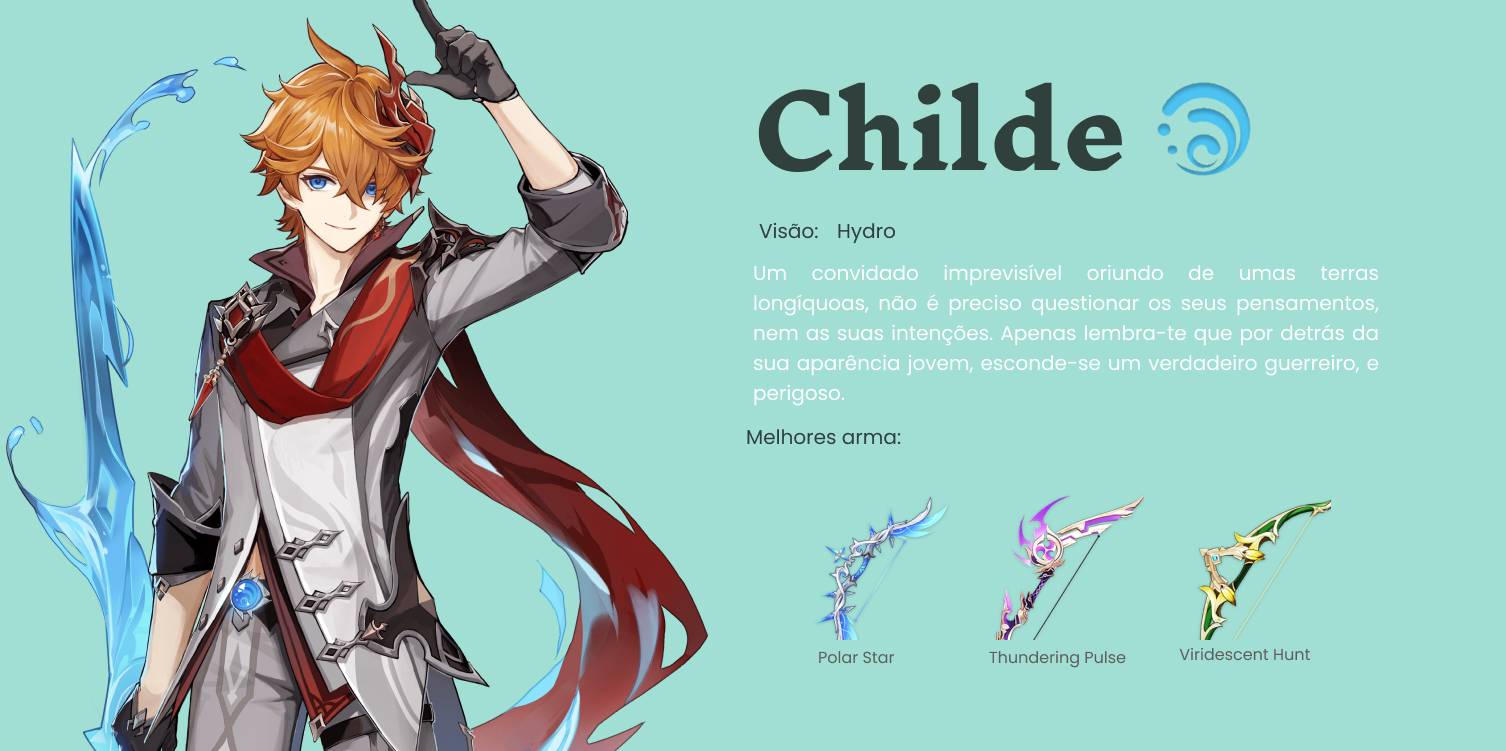 Childe
Visão: Hydro
Um convidado imprevisível oriundo de umas terras
longíquoas, não é preciso questionar os seus pensamentos,
nem as suas intenções. Apenas lembra-te que por detrás da
sua aparência jovem, esconde-se um verdadeiro guerreiro, e
perigoso.
Melhores arma:
Polar Star
Thundering Pulse
Viridescent Hunt